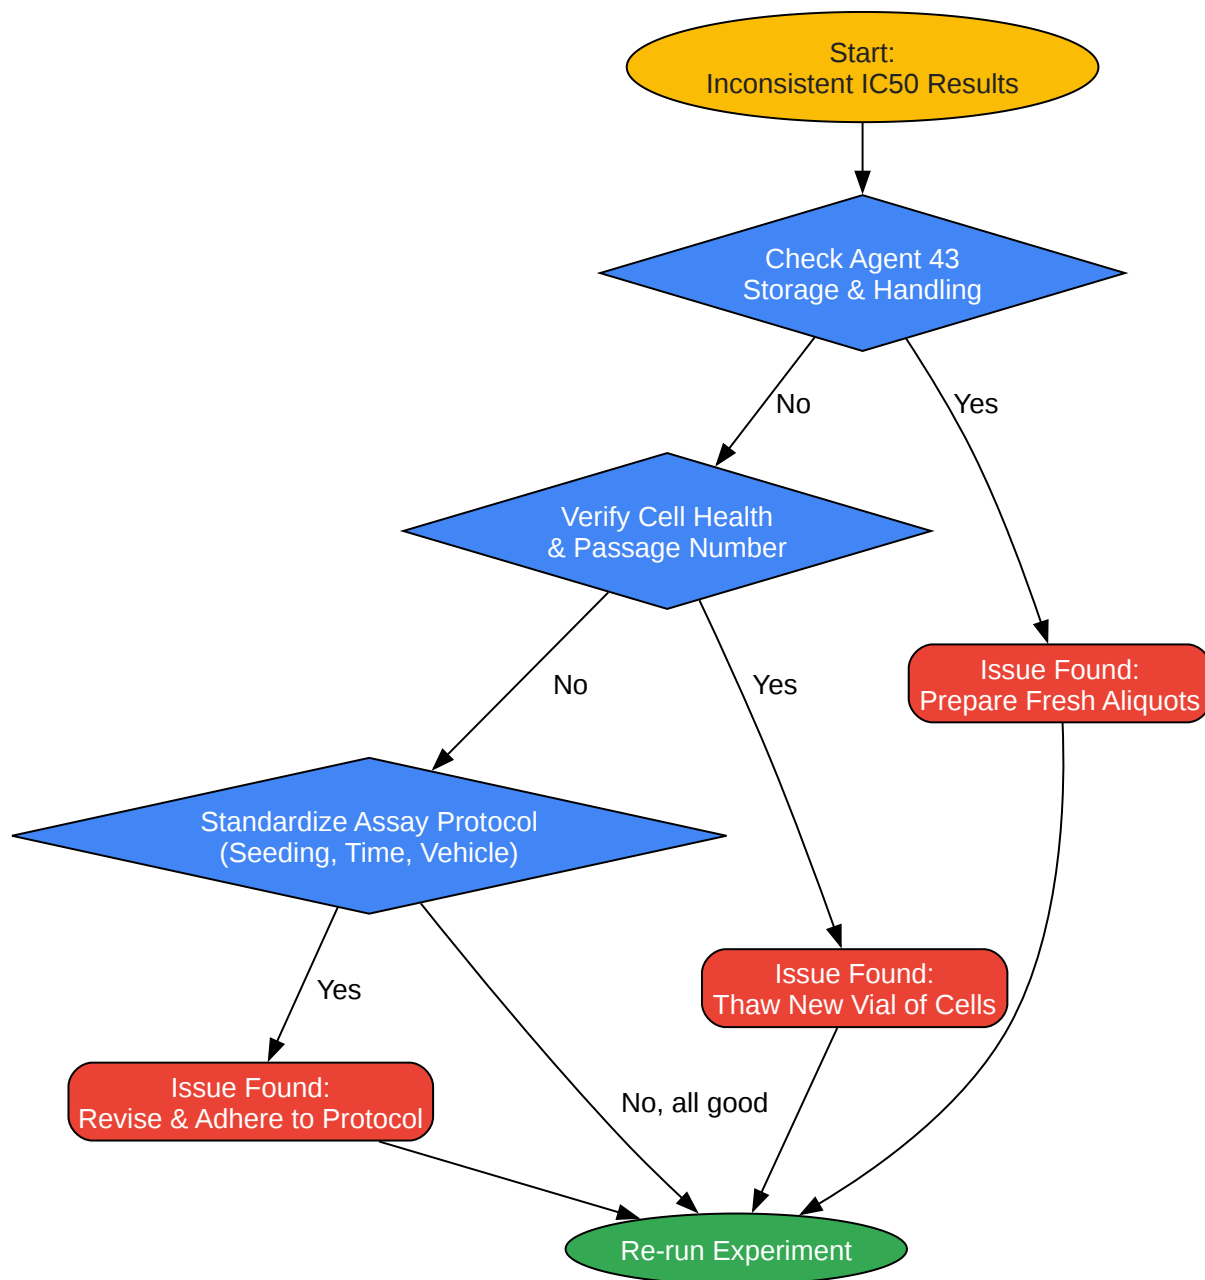 Start:
Inconsistent IC50 Results
Check Agent 43
Storage & Handling
No
Yes
Verify Cell Health
& Passage Number
No
Yes
Issue Found:
Prepare Fresh Aliquots
Standardize Assay Protocol
(Seeding, Time, Vehicle)
Yes
Issue Found:
Thaw New Vial of Cells
Issue Found:
Revise & Adhere to Protocol
No, all good
Re-run Experiment